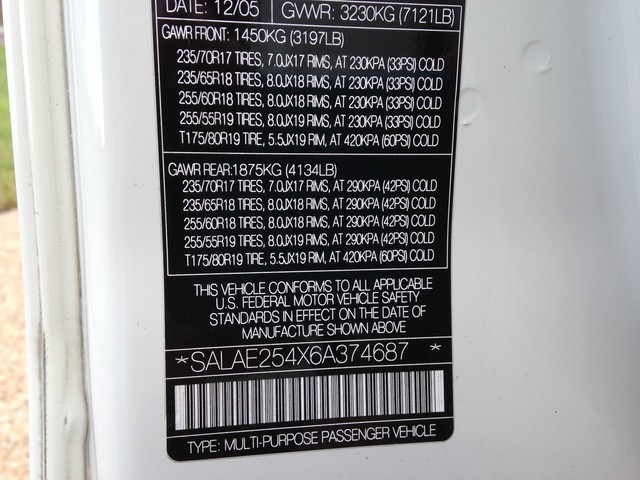 DATE: 12/05 GVWR: 3230KG (7121LB)
GAWR FRONT: 1450KG (3197LB)
235/70R17 TIRES, 7.0JX17 RIMS, AT 230KPA (33PSI) COLD
235/65R18 TIRES, 8.0JX18 RIMS, AT 230KPA (33PSI) COLD
255/60R18 TIRES, 8.0JX18 RIMS, AT 230KPA (33PSI) COLD
255/55R19 TIRES, 8.0JX19 RIMS, AT 230KPA (33PSI) COLD
T175/80R19 TIRE, 5.5JX19 RIM, AT 420KPA (60PSI) COLD
GAWR REAR:1875KG (4134LB)
235/70R17 TIRES, 7.0JX17 RIMS, AT 290KPA (42PSI) COLD
235/65R18 TIRES, 8.0JX18 RIMS, AT 290KPA (42PSI) COLD
255/60R18 TIRES, 8.0JX18 RIMS, AT 290KPA (42PSI) COLD
255/55R19 TIRES, 8.0JX19 RIMS, AT 290KPA (42PSI) COLD
T175/80R19 TIRE, 5.5JX19 RIM, AT 420KPA (60PSI) COLD
THIS VEHICLE CONFORMS TO ALL APPLICABLE
U.S. FEDERAL MOTOR VEHICLE SAFETY
STANDARDS IN EFFECT ON THE DATE OF
MANUFACTURE SHOWN ABOVE
*SALAE254X6A374687 *
TYPE: MULTI-PURPOSE PASSENGER VEHICLE